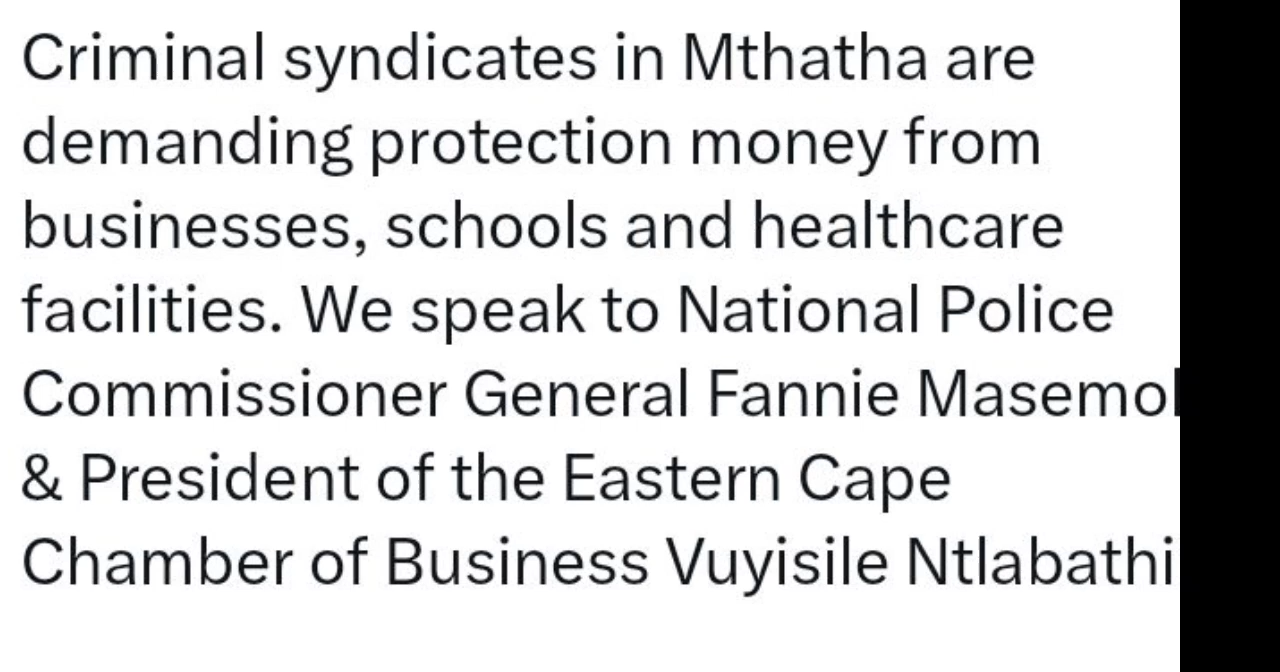 Criminal syndicates in Mthatha are
demanding protection money from
businesses, schools and healthcare
facilities. We speak to National Police
Commissioner General Fannie Masemol
& President of the Eastern Cape
Chamber of Business Vuyisile Ntlabathi